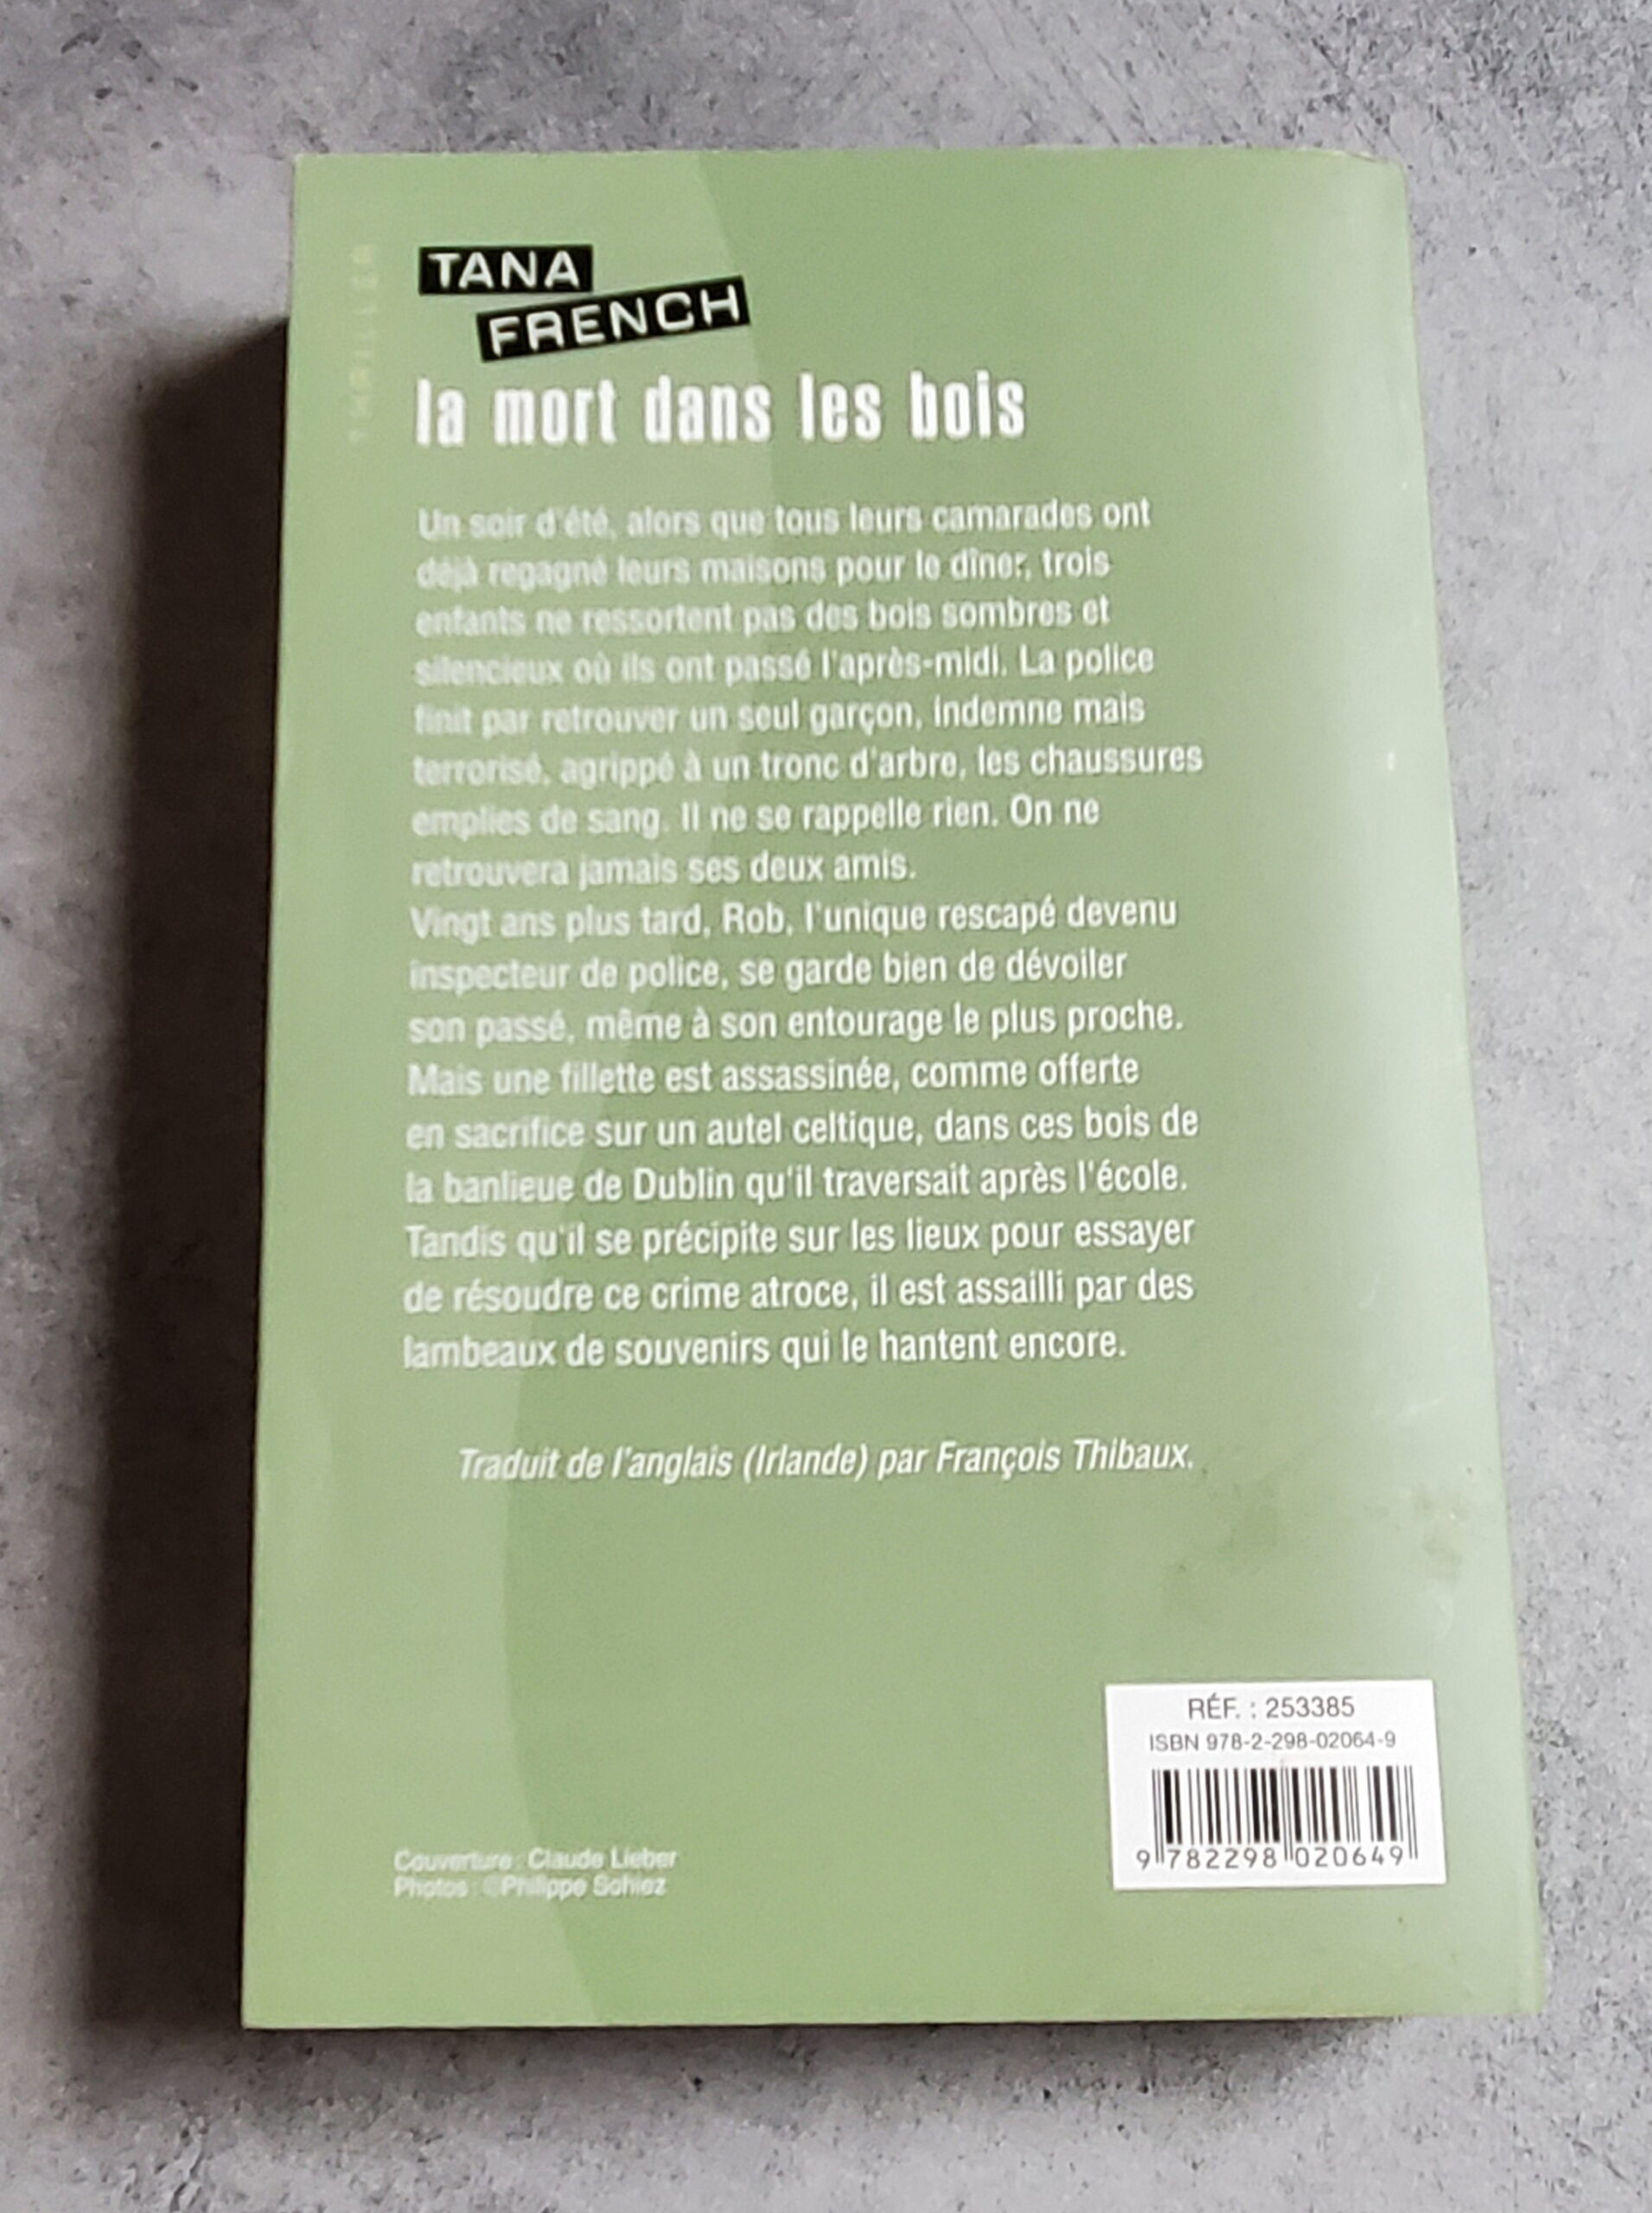 THRILLER
TANA
FRENCH
la mort dans les bois
Un soir d'été, alors que tous leurs camarades ont
déjà regagné leurs maisons pour le dîner, trois
enfants ne ressortent pas des bois sombres et
silencieux où ils ont passé l'après-midi. La police
finit par retrouver un seul garçon, indemne mais
terrorisé, agrippé à un tronc d'arbre, les chaussures
emplies de sang. Il ne se rappelle rien. On ne
retrouvera jamais ses deux amis.
Vingt ans plus tard, Rob, l'unique rescapé devenu
inspecteur de police, se garde bien de dévoiler
son passé, même à son entourage le plus proche.
Mais une fillette est assassinée, comme offerte
en sacrifice sur un autel celtique, dans ces bois de
la banlieue de Dublin qu'il traversait après l'école.
Tandis qu'il se précipite sur les lieux pour essayer
de résoudre ce crime atroce, il est assailli par des
lambeaux de souvenirs qui le hantent encore.
Traduit de l'anglais (Irlande) par François Thibaux.
RÉF. : 253385
ISBN 978-2-298-02064-9
9 782298 020649
Couverture : Claude Lieber
Photos : ©Philippe Sohiez